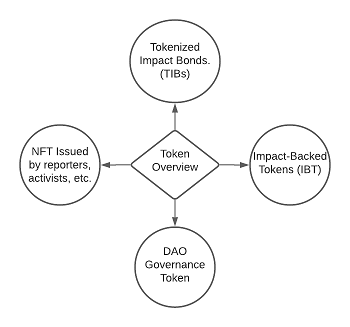 Tokenized
Impact Bonds.
(TIBs)
NFT Issued
by reporters,
activists, etc.
Token
Overview
Impact-Backed
Tokens (IBT)
DAO
Governance
Token